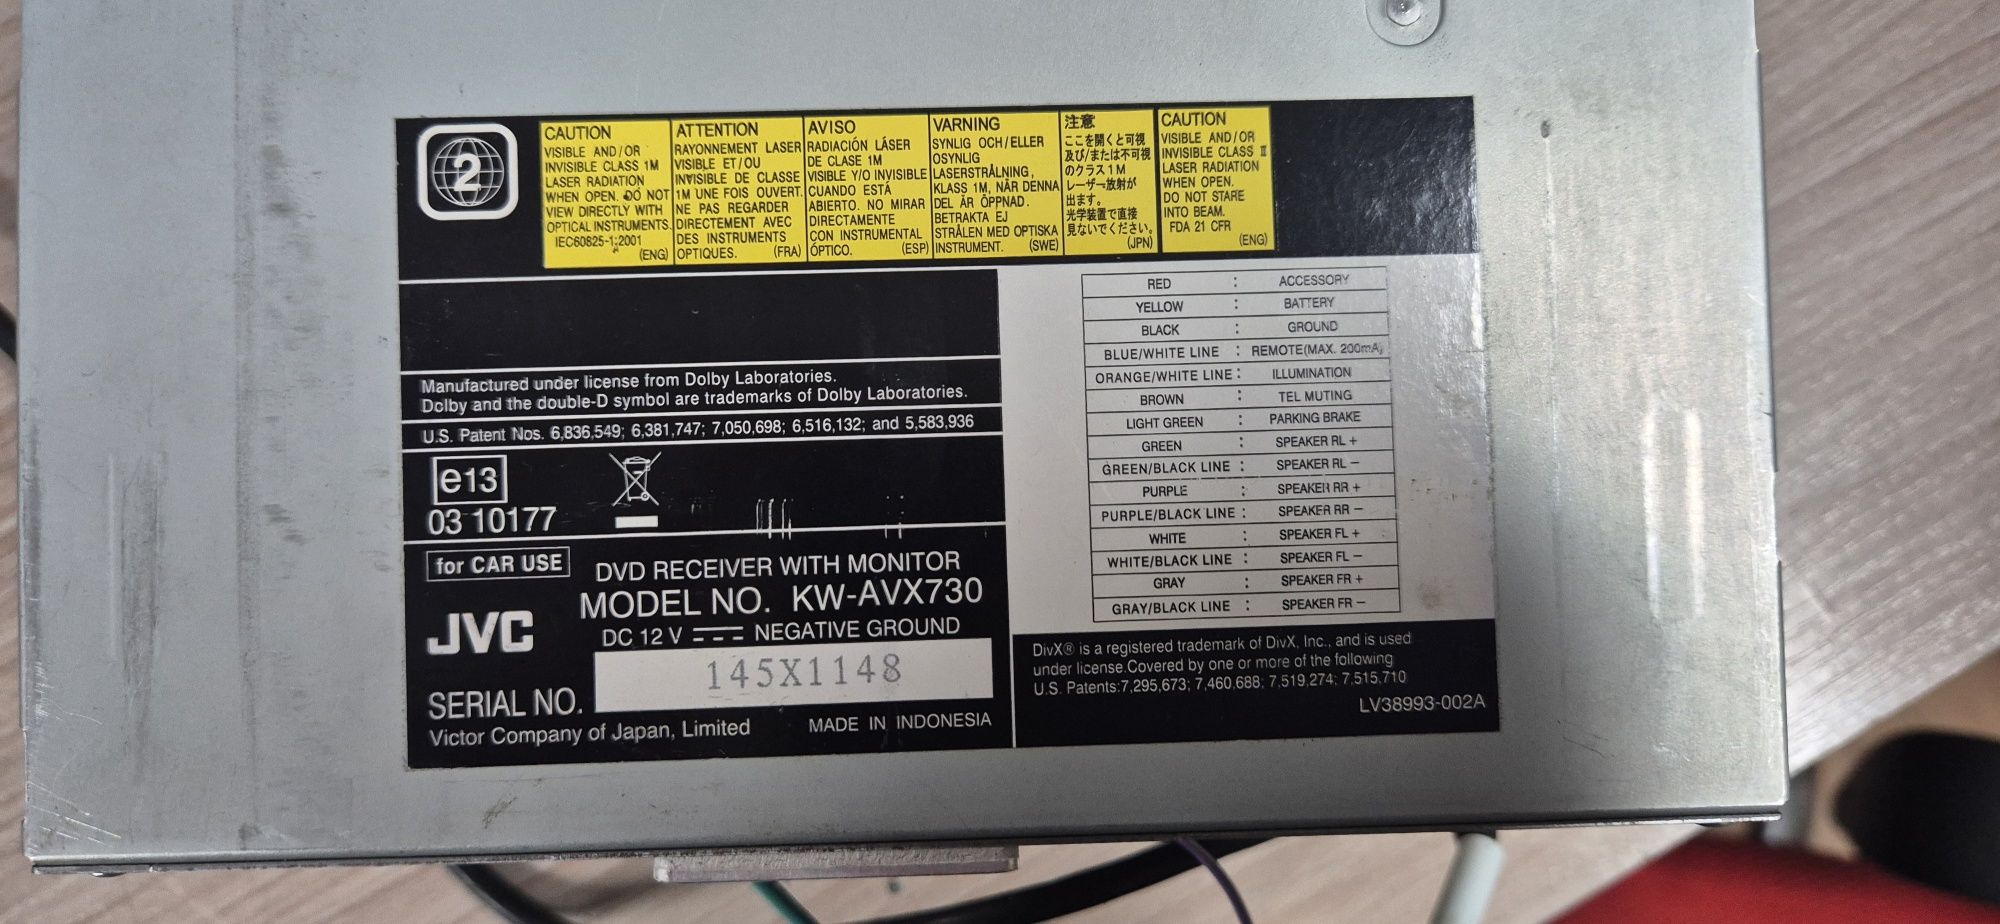 2
CAUTION
VISIBLE AND/OR
INVISIBLE CLASS 1M
LASER RADIATION
WHEN OPEN. DO NOT
VIEW DIRECTLY WITH
OPTICAL INSTRUMENTS.
IEC60825-1:2001
(ENG)
ATTENTION
RAYONNEMENT LASER
VISIBLE ET/OU
INVISIBLE DE CLASSE
1M UNE FOIS OUVERT.
NE PAS REGARDER
DIRECTEMENT AVEC
DES INSTRUMENTS
OPTIQUES. (FRA)
AVISO
RADIACIÓN LÁSER
DE CLASE 1M
VISIBLE Y/O INVISIBLE
CUANDO ESTÁ
ABIERTO. NO MIRAR
DIRECTAMENTE
CON INSTRUMENTAL
ÓPTICO. (ESP)
VARNING
SYNLIG OCH/ELLER
OSYNLIG
LASERSTRÅLNING,
KLASS 1M, NÄR DENNA
DEL ÄR ÖPPNAD.
BETRAKTA EJ
STRÅLEN MED OPTISKA
INSTRUMENT. (SWE)
注意
ここを開くと可視
及び/または不可視
のクラス1M
レーザー放射が
出ます。
光学装置で直接
見ないでください。
(JPN)
CAUTION
VISIBLE AND/OR
INVISIBLE CLASS II
LASER RADIATION
WHEN OPEN.
DO NOT STARE
INTO BEAM.
FDA 21 CFR
(ENG)
Manufactured under license from Dolby Laboratories.
Dolby and the double-D symbol are trademarks of Dolby Laboratories.
U.S. Patent Nos. 6,836,549; 6,381,747; 7,050,698; 6,516,132; and 5,583,936
e13
03 10177
for CAR USE
DVD RECEIVER WITH MONITOR
MODEL NO. KW-AVX730
JVC
DC 12 V NEGATIVE GROUND
145X1148
SERIAL NO.
Victor Company of Japan, Limited MADE IN INDONESIA
RED : ACCESSORY
YELLOW : BATTERY
BLACK : GROUND
BLUE/WHITE LINE : REMOTE(MAX. 200mA)
ORANGE/WHITE LINE : ILLUMINATION
BROWN : TEL MUTING
LIGHT GREEN : PARKING BRAKE
GREEN : SPEAKER RL +
GREEN/BLACK LINE : SPEAKER RL −
PURPLE : SPEAKER RR +
PURPLE/BLACK LINE : SPEAKER RR −
WHITE : SPEAKER FL +
WHITE/BLACK LINE : SPEAKER FL −
GRAY : SPEAKER FR +
GRAY/BLACK LINE : SPEAKER FR −
DivX® is a registered trademark of DivX, Inc., and is used
under license.Covered by one or more of the following
U.S. Patents:7,295,673; 7,460,688; 7,519,274; 7,515,710
LV38993-002A